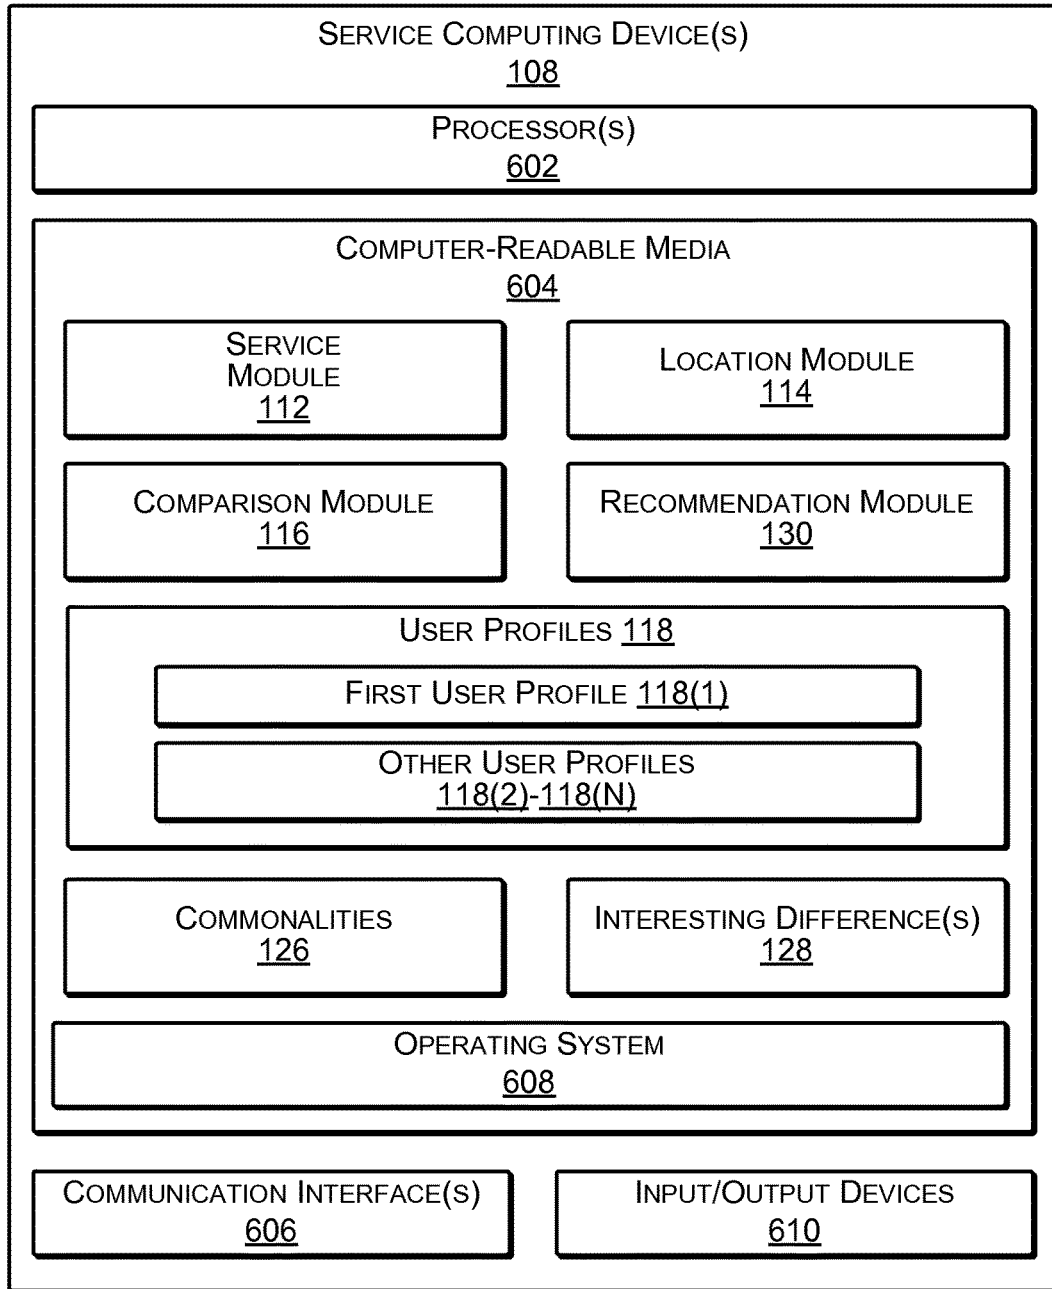 SERVICE COMPUTING DEVICE(S)
108
PROCESSOR(S)
602
COMPUTER-READABLE MEDIA
604
SERVICE
MODULE
112
LOCATION MODULE
114
COMPARISON MODULE
116
RECOMMENDATION MODULE
130
USER PROFILES 118
FIRST USER PROFILE 118(1)
OTHER USER PROFILES
118(2)-118(N)
COMMONALITIES
126
INTERESTING DIFFERENCE(S)
128
OPERATING SYSTEM
608
COMMUNICATION INTERFACE(S)
606
INPUT/OUTPUT DEVICES
610